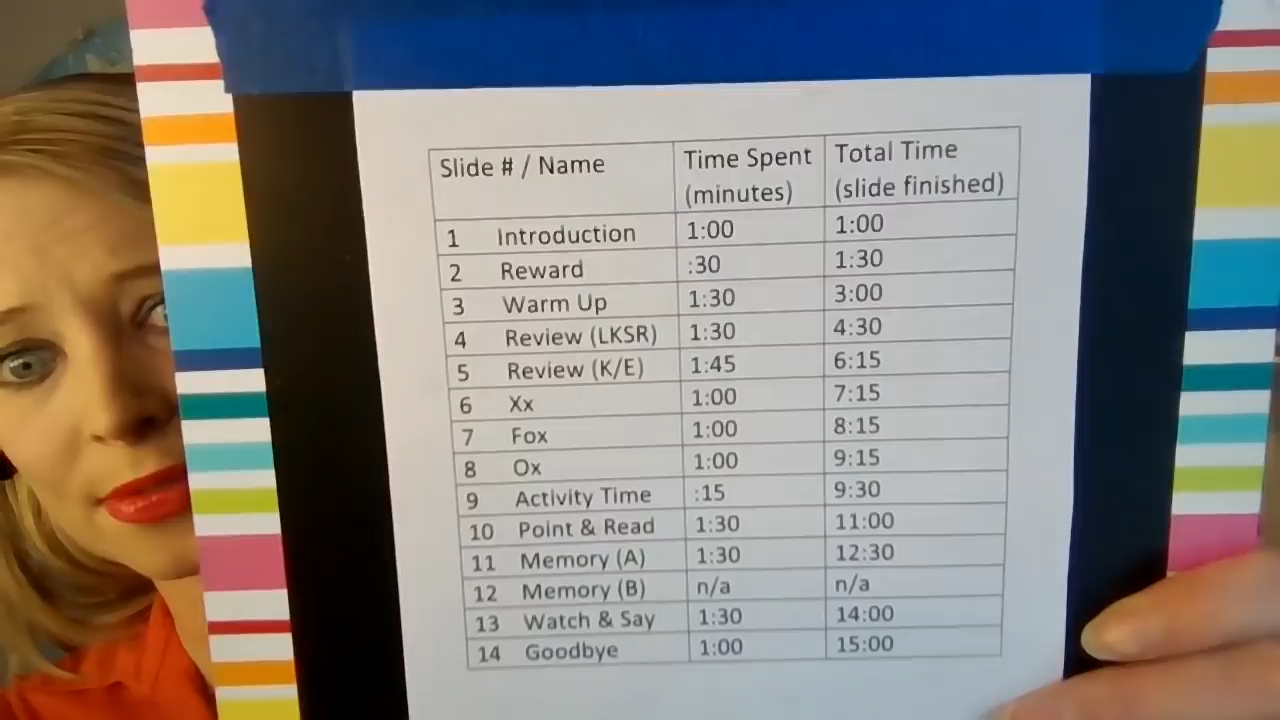 Slide # / Name Time Spent (minutes) Total Time (slide finished)
1 Introduction 1:00 1:00
2 Reward :30 1:30
3 Warm Up 1:30 3:00
4 Review (LKSR) 1:30 4:30
5 Review (K/E) 1:45 6:15
6 Xx 1:00 7:15
7 Fox 1:00 8:15
8 Ox 1:00 9:15
9 Activity Time :15 9:30
10 Point & Read 1:30 11:00
11 Memory (A) 1:30 12:30
12 Memory (B) n/a n/a
13 Watch & Say 1:30 14:00
14 Goodbye 1:00 15:00